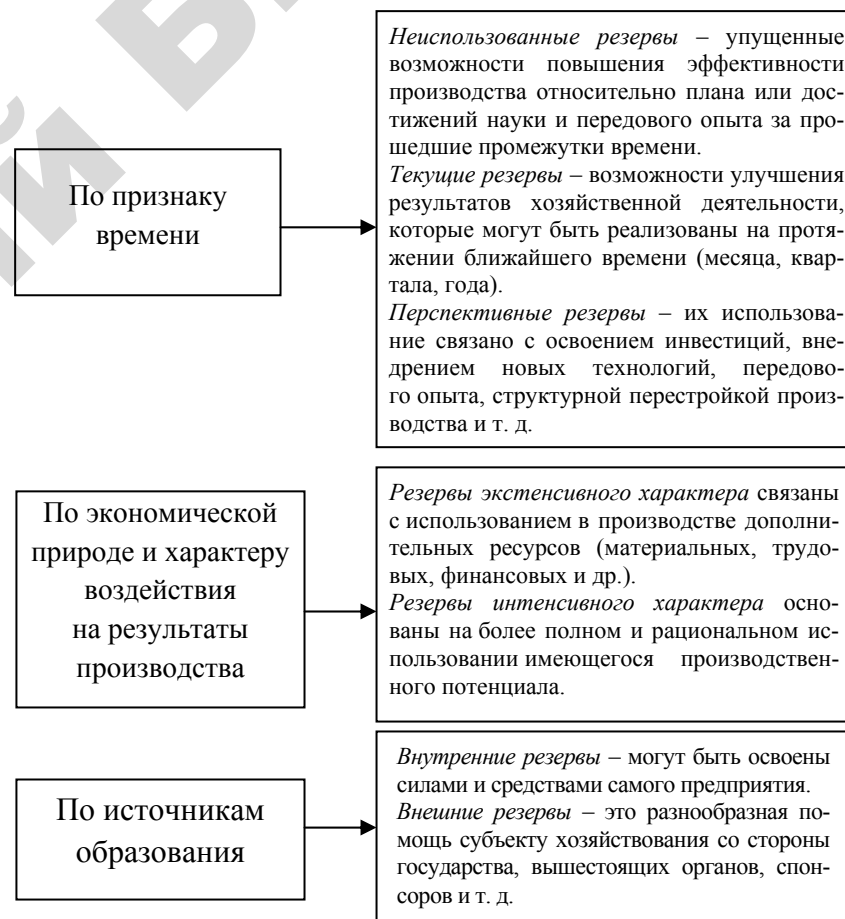 По признаку
времени
Неиспользованные резервы – упущенные
возможности повышения эффективности
производства относительно плана или дос-
тижений науки и передового опыта за про-
шедшие промежутки времени.
Текущие резервы – возможности улучшения
результатов хозяйственной деятельности,
которые могут быть реализованы на протя-
жении ближайшего времени (месяца, квар-
тала, года).
Перспективные резервы – их использова-
ние связано с освоением инвестиций, вне-
дрением новых технологий, передово-
го опыта, структурной перестройкой произ-
водства и т. д.
По экономической
природе и характеру
воздействия
на результаты
производства
Резервы экстенсивного характера связаны
с использованием в производстве дополни-
тельных ресурсов (материальных, трудо-
вых, финансовых и др.).
Резервы интенсивного характера осно-
ваны на более полном и рациональном ис-
пользовании имеющегося производствен-
ного потенциала.
По источникам
образования
Внутренние резервы – могут быть освоены
силами и средствами самого предприятия.
Внешние резервы – это разнообразная по-
мощь субъекту хозяйствования со стороны
государства, вышестоящих органов, спон-
соров и т. д.